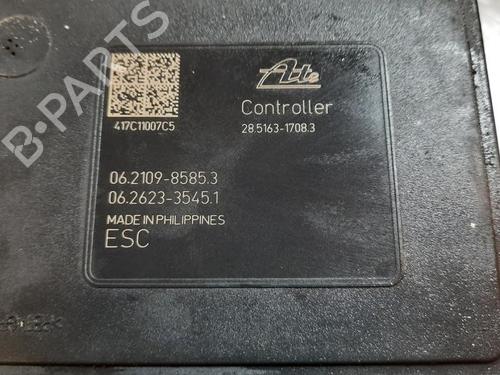 Ate
417C11007C5
Controller
28.5163-1708.3
06.2109-8585.3
06.2623-3545.1
MADE IN PHILIPPINES
ESC
B-PARTS